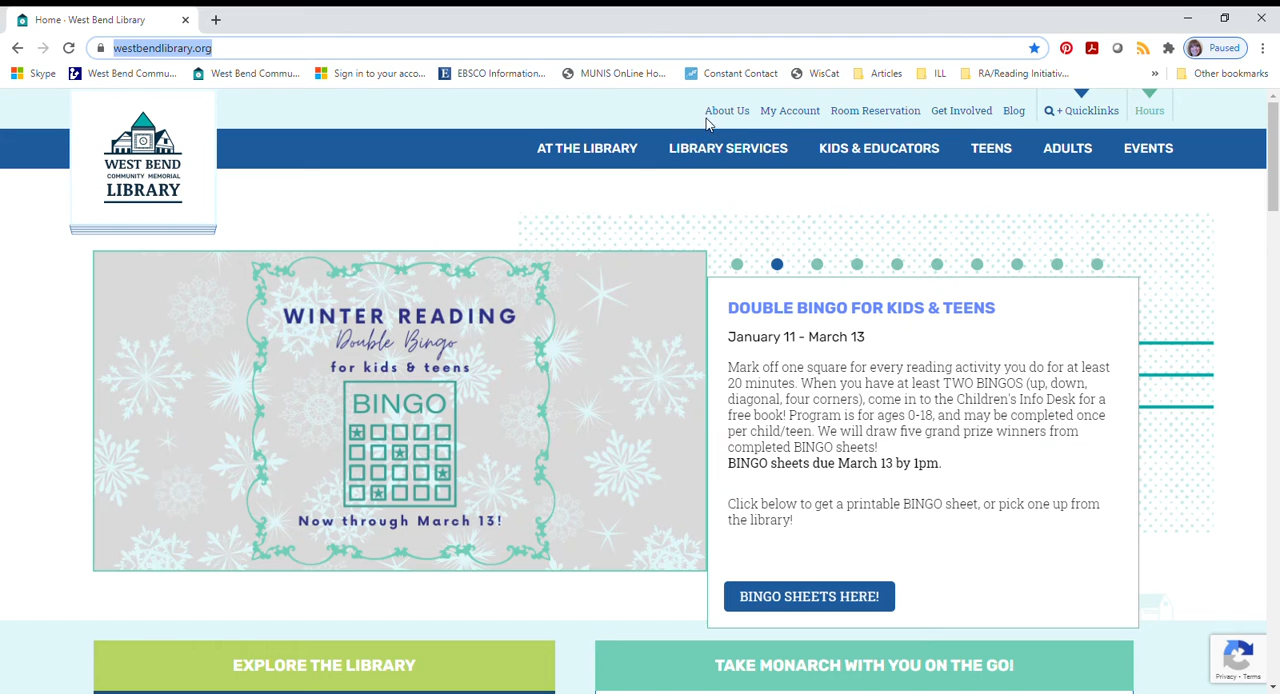 Home - West Bend Library
westbendlibrary.org
Paused
Skype
West Bend Commu...
West Bend Commu...
Sign in to your acco...
EBSCO Information...
MUNIS OnLine Ho...
Constant Contact
WisCat
Articles
ILL
RA/Reading Initiativ...
»
Other bookmarks
About Us
My Account
Room Reservation
Get Involved
Blog
+ Quicklinks
Hours
WEST BEND
COMMUNITY MEMORIAL
LIBRARY
AT THE LIBRARY
LIBRARY SERVICES
KIDS & EDUCATORS
TEENS
ADULTS
EVENTS
WINTER READING
Double Bingo
for kids & teens
BINGO
Now through March 13!
DOUBLE BINGO FOR KIDS & TEENS
January 11 - March 13
Mark off one square for every reading activity you do for at least
20 minutes. When you have at least TWO BINGOS (up, down,
diagonal, four corners), come in to the Children's Info Desk for a
free book! Program is for ages 0-18, and may be completed once
per child/teen. We will draw five grand prize winners from
completed BINGO sheets!
BINGO sheets due March 13 by 1pm.
Click below to get a printable BINGO sheet, or pick one up from
the library!
BINGO SHEETS HERE!
EXPLORE THE LIBRARY
TAKE MONARCH WITH YOU ON THE GO!
Privacy - Terms